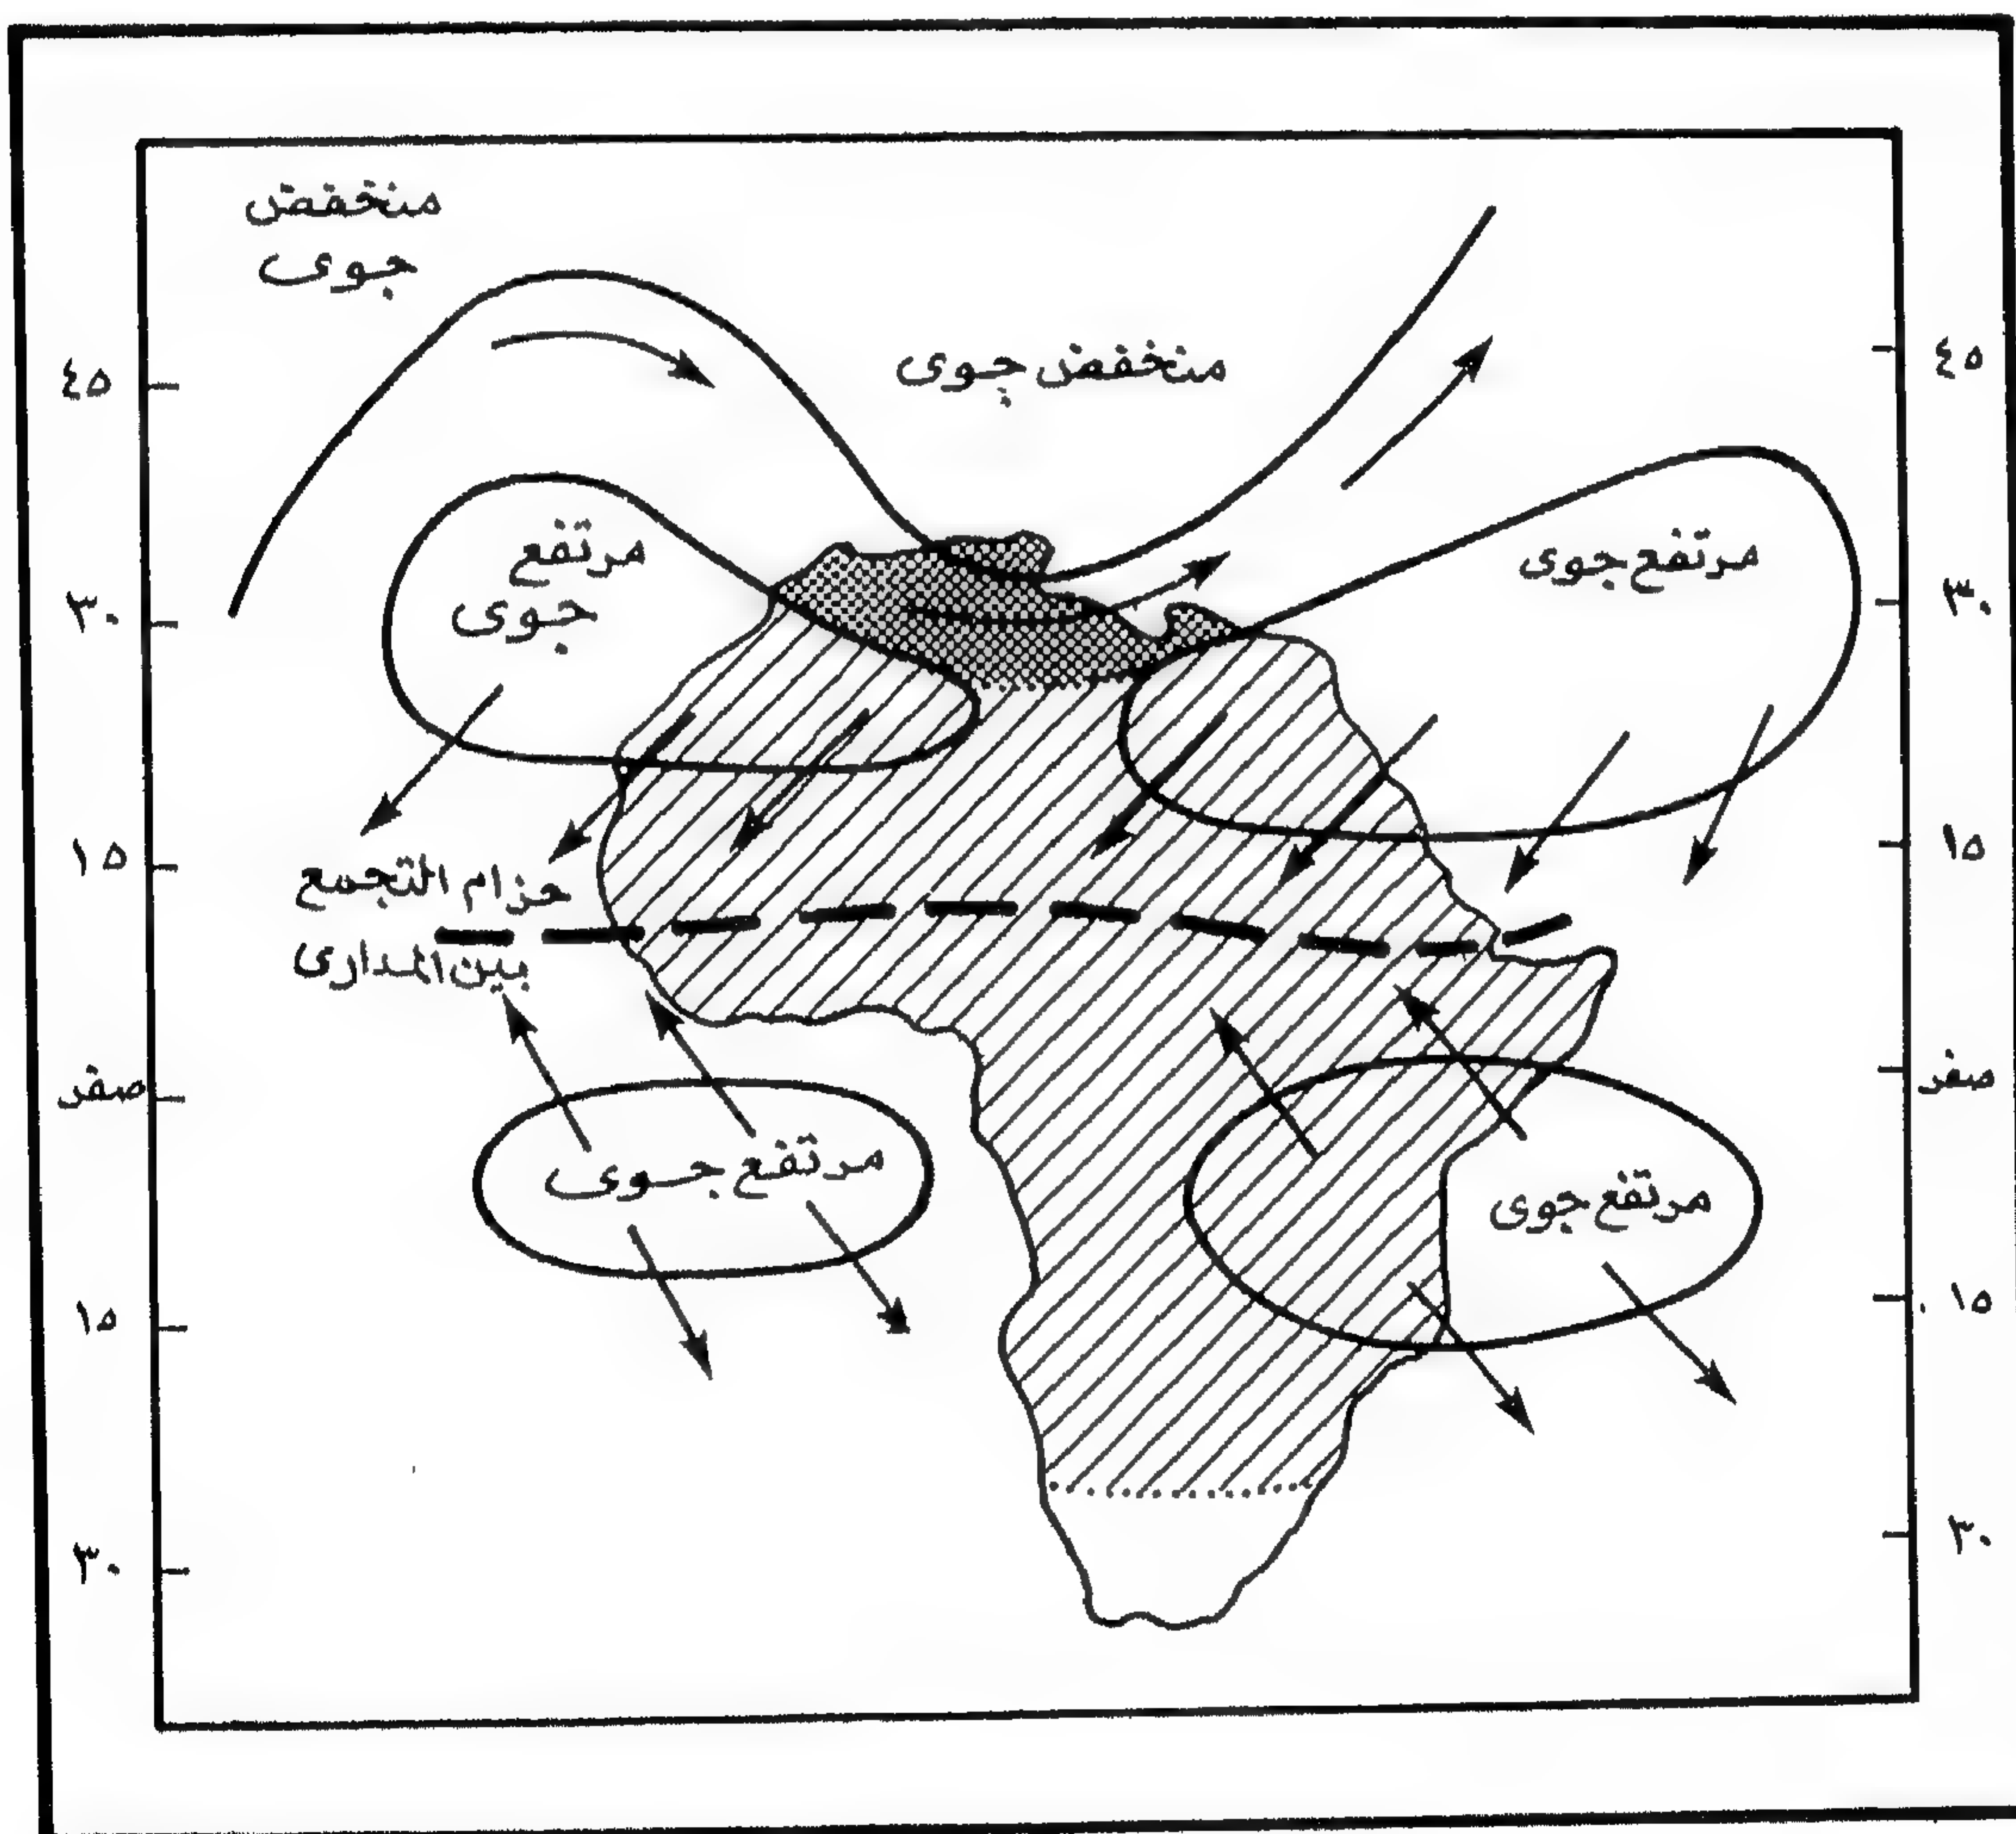 منخفض
جوى
منخفض جوى
٤٥
٤٥
مرتفع
جوى
مرتفع جوى
٣٠
٣٠
١٥
١٥
حزام التجمع
بين المدارى
صفر
صفر
مرتفع جوى
مرتفع جوى
١٥
١٥
٣٠
٣٠